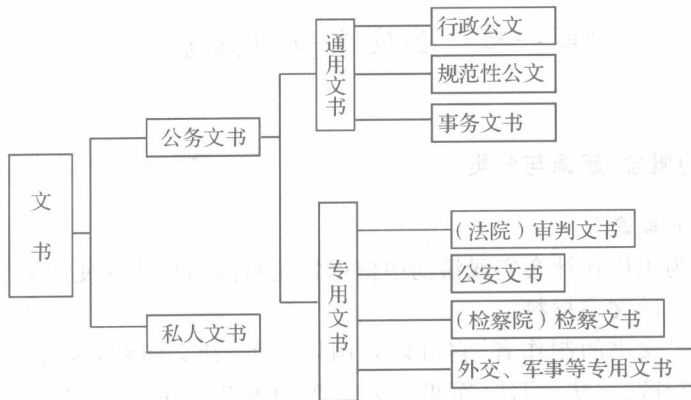 文书
公务文书
私人文书
通用文书
行政公文
规范性公文
事务文书
专用文书
（法院）审判文书
公安文书
（检察院）检察文书
外交、军事等专用文书